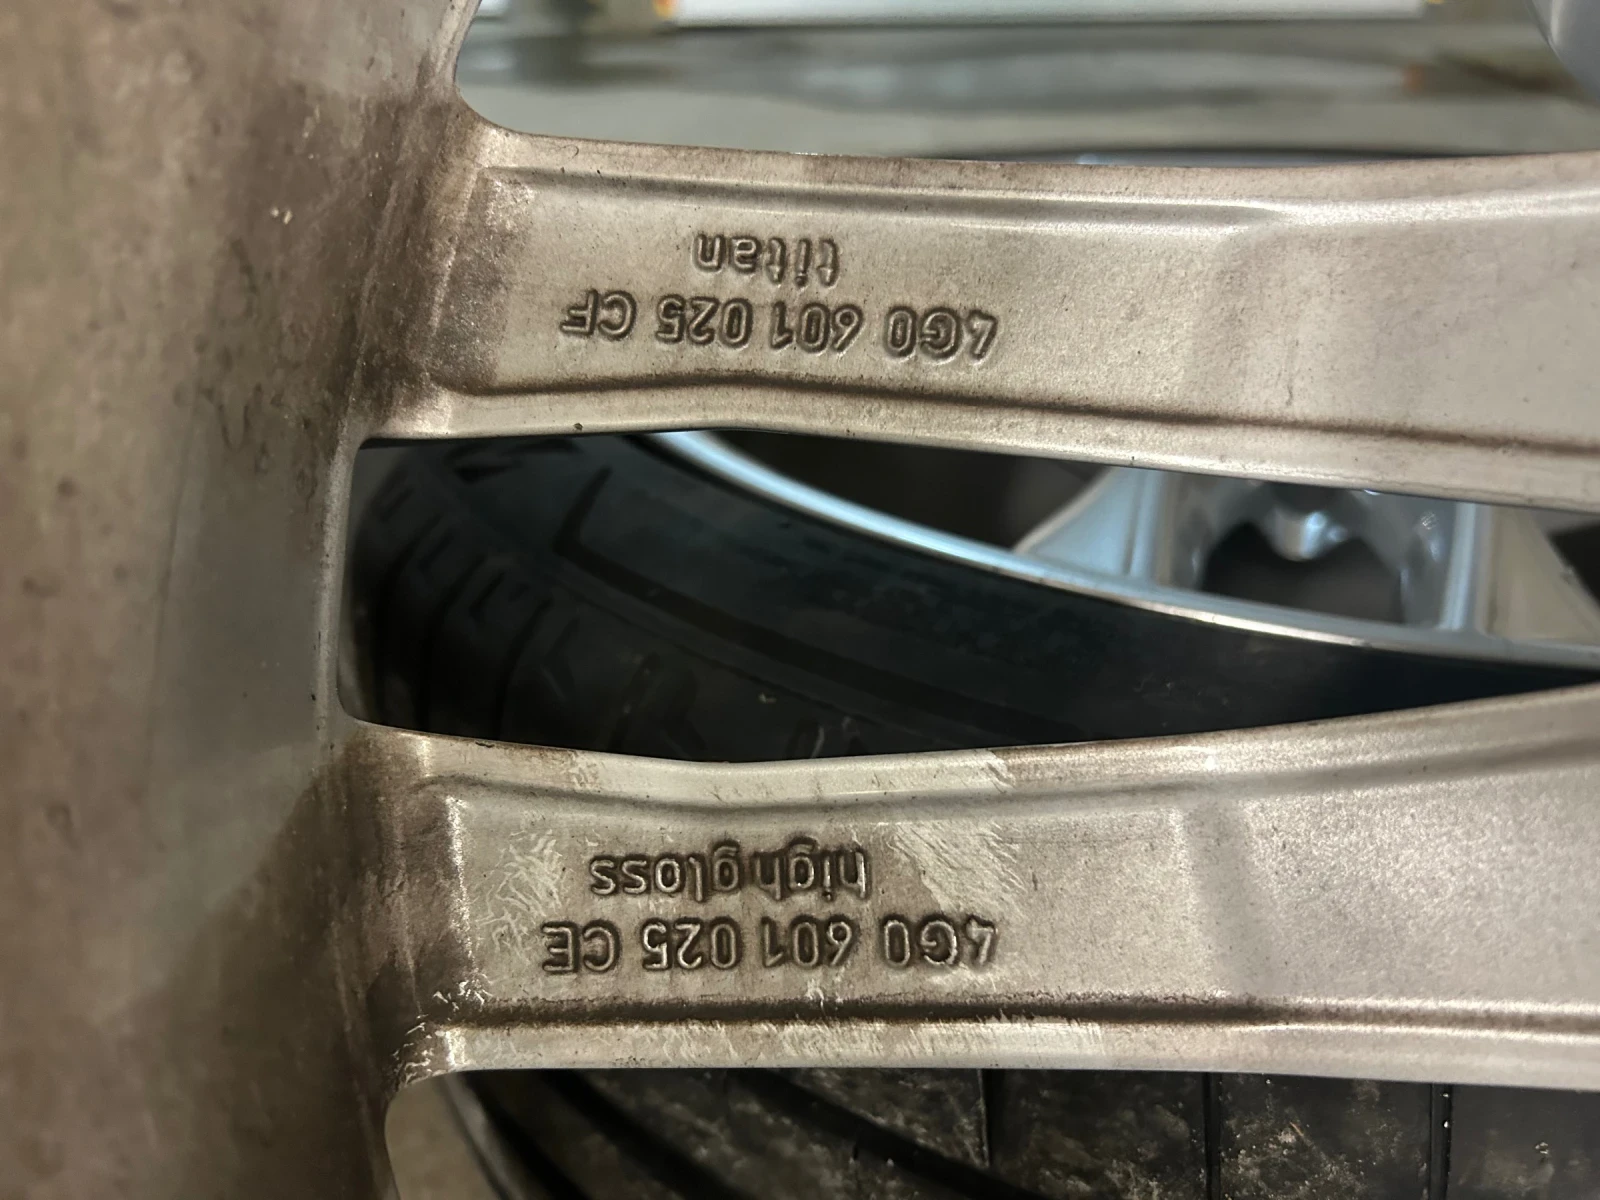 4G0 601 025 CE
high gloss
4G0 601 025 CF
titan